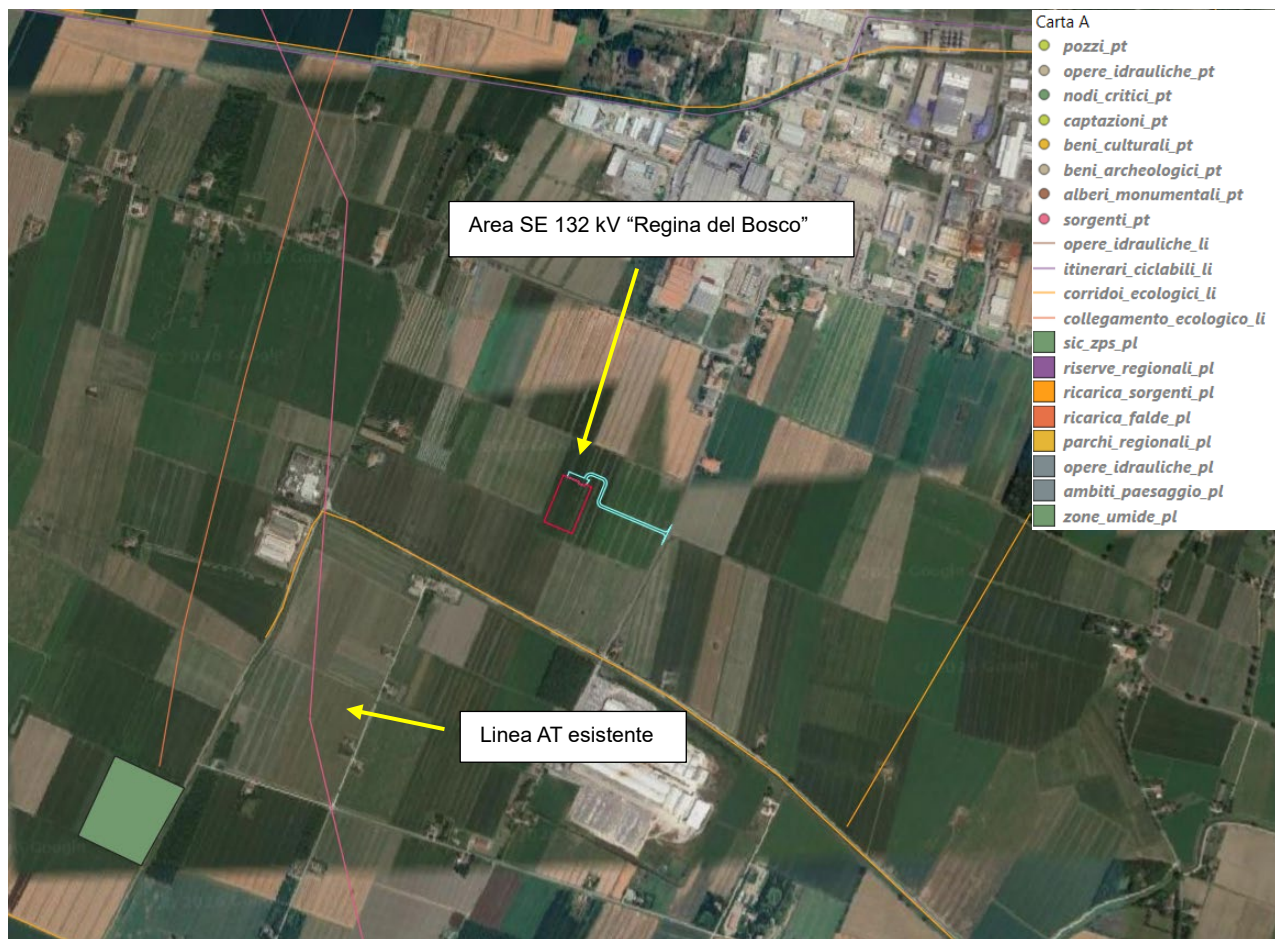 Carta A
pozzi_pt
opere_idrauliche_pt
nodi_critici_pt
captazioni_pt
beni_culturali_pt
beni_archeologici_pt
alberi_monumentali_pt
sorgenti_pt
opere_idrauliche_li
itinerari_ciclabili_li
corridoi_ecologici_li
collegamento_ecologico_li
sic_zps_pl
riserve_regionali_pl
ricarica_sorgenti_pl
ricarica_falde_pl
parchi_regionali_pl
opere_idrauliche_pl
ambiti_paesaggio_pl
zone_umide_pl
Area SE 132 kV “Regina del Bosco”
Linea AT esistente